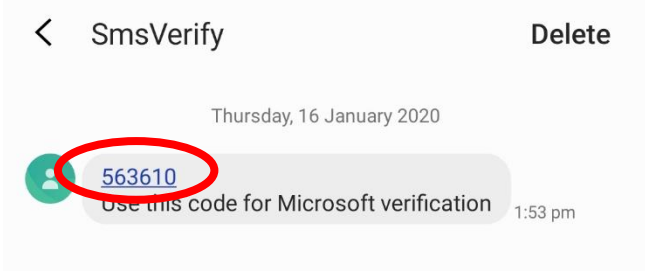 SmsVerify Delete
Thursday, 16 January 2020
563610
Use this code for Microsoft verification
1:53 pm